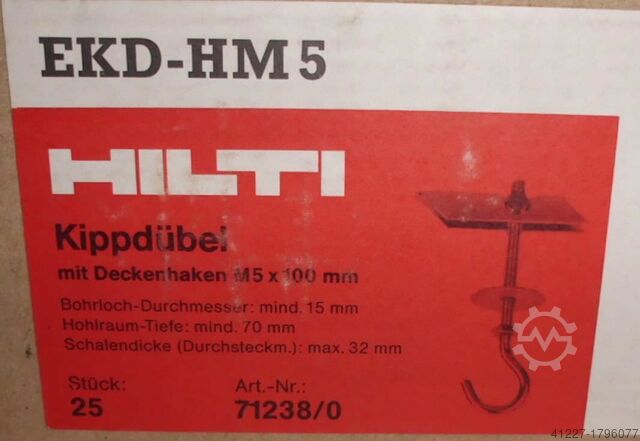 EKD-HM 5
HILTI
Kippdübel
mit Deckenhaken M5 x 100 mm
Bohrloch-Durchmesser: mind. 15 mm
Hohlraum-Tiefe: mind. 70 mm
Schalendicke (Durchsteckm.): max. 32 mm
Stück: Art.-Nr.:
25 71238/0
41227-1796077